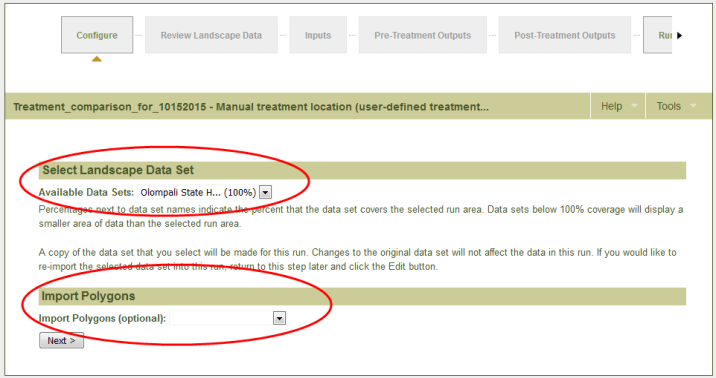 Configure Review Landscape Data Inputs Pre-Treatment Outputs Post-Treatment Outputs
Treatment_comparison_for_10152015 - Manual treatment location (user-defined treatment... Help Tools
Select Landscape Data Set
Available Data Sets: Olompali State H... (100%)
Percentages next to data set names indicate the percent that the data set covers the selected run area. Data sets below 100% coverage will display a
smaller area of data than the selected run area.
A copy of the data set that you select will be made for this run. Changes to the original data set will not affect the data in this run. If you would like to
re-import the selected data set into this run, return to this step later and click the Edit button.
Import Polygons
Import Polygons (optional):
Next >